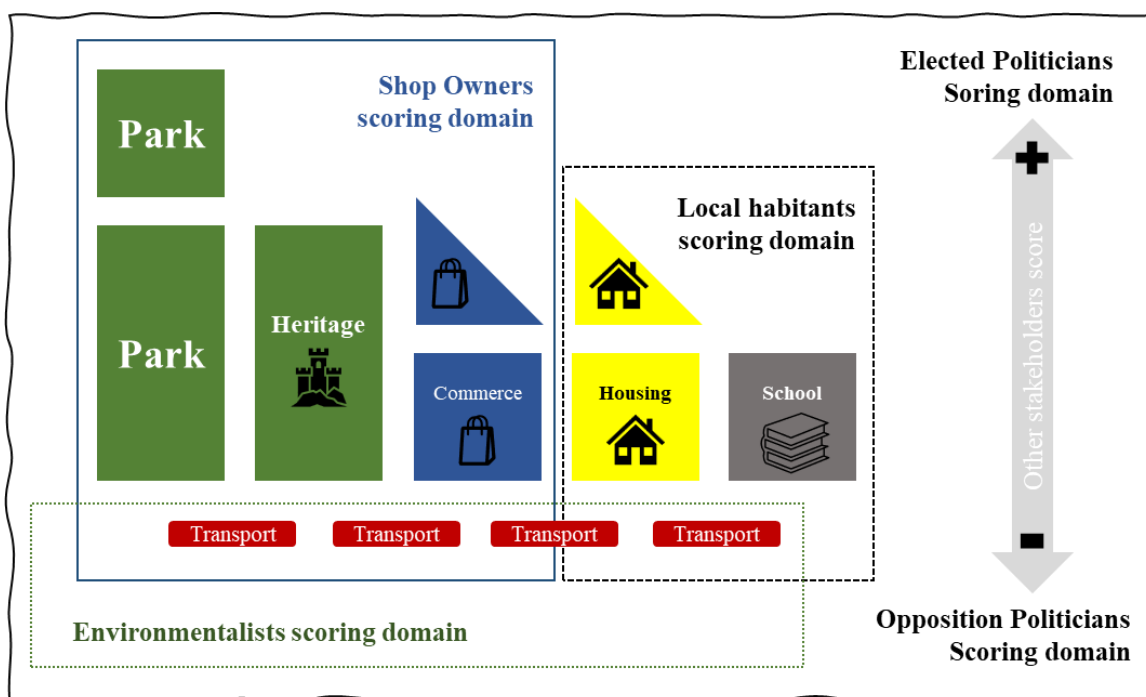 Elected Politicians
Soring domain
Shop Owners
scoring domain
Park
Local habitants
scoring domain
Park
Heritage
Other stakeholders score
Commerce
Housing
School
Transport
Transport
Transport
Transport
Environmentalists scoring domain
Opposition Politicians
Scoring domain